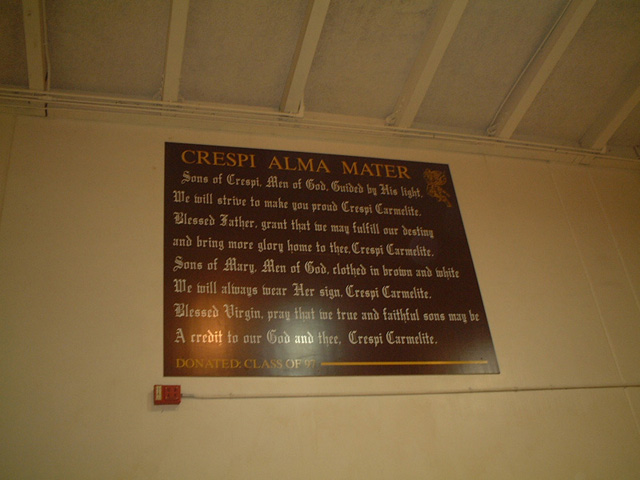 CRESPI ALMA MATER
Sons of Crespi, Men of God, Guided by His light,
We will strive to make you proud Crespi Carmelite.
Blessed Father, grant that we may fulfill our destiny
and bring more glory home to thee, Crespi Carmelite.
Sons of Mary, Men of God, clothed in brown and white
We will always wear Her sign, Crespi Carmelite.
Blessed Virgin, pray that we true and faithful sons may be
A credit to our God and thee, Crespi Carmelite.
DONATED: CLASS OF 97